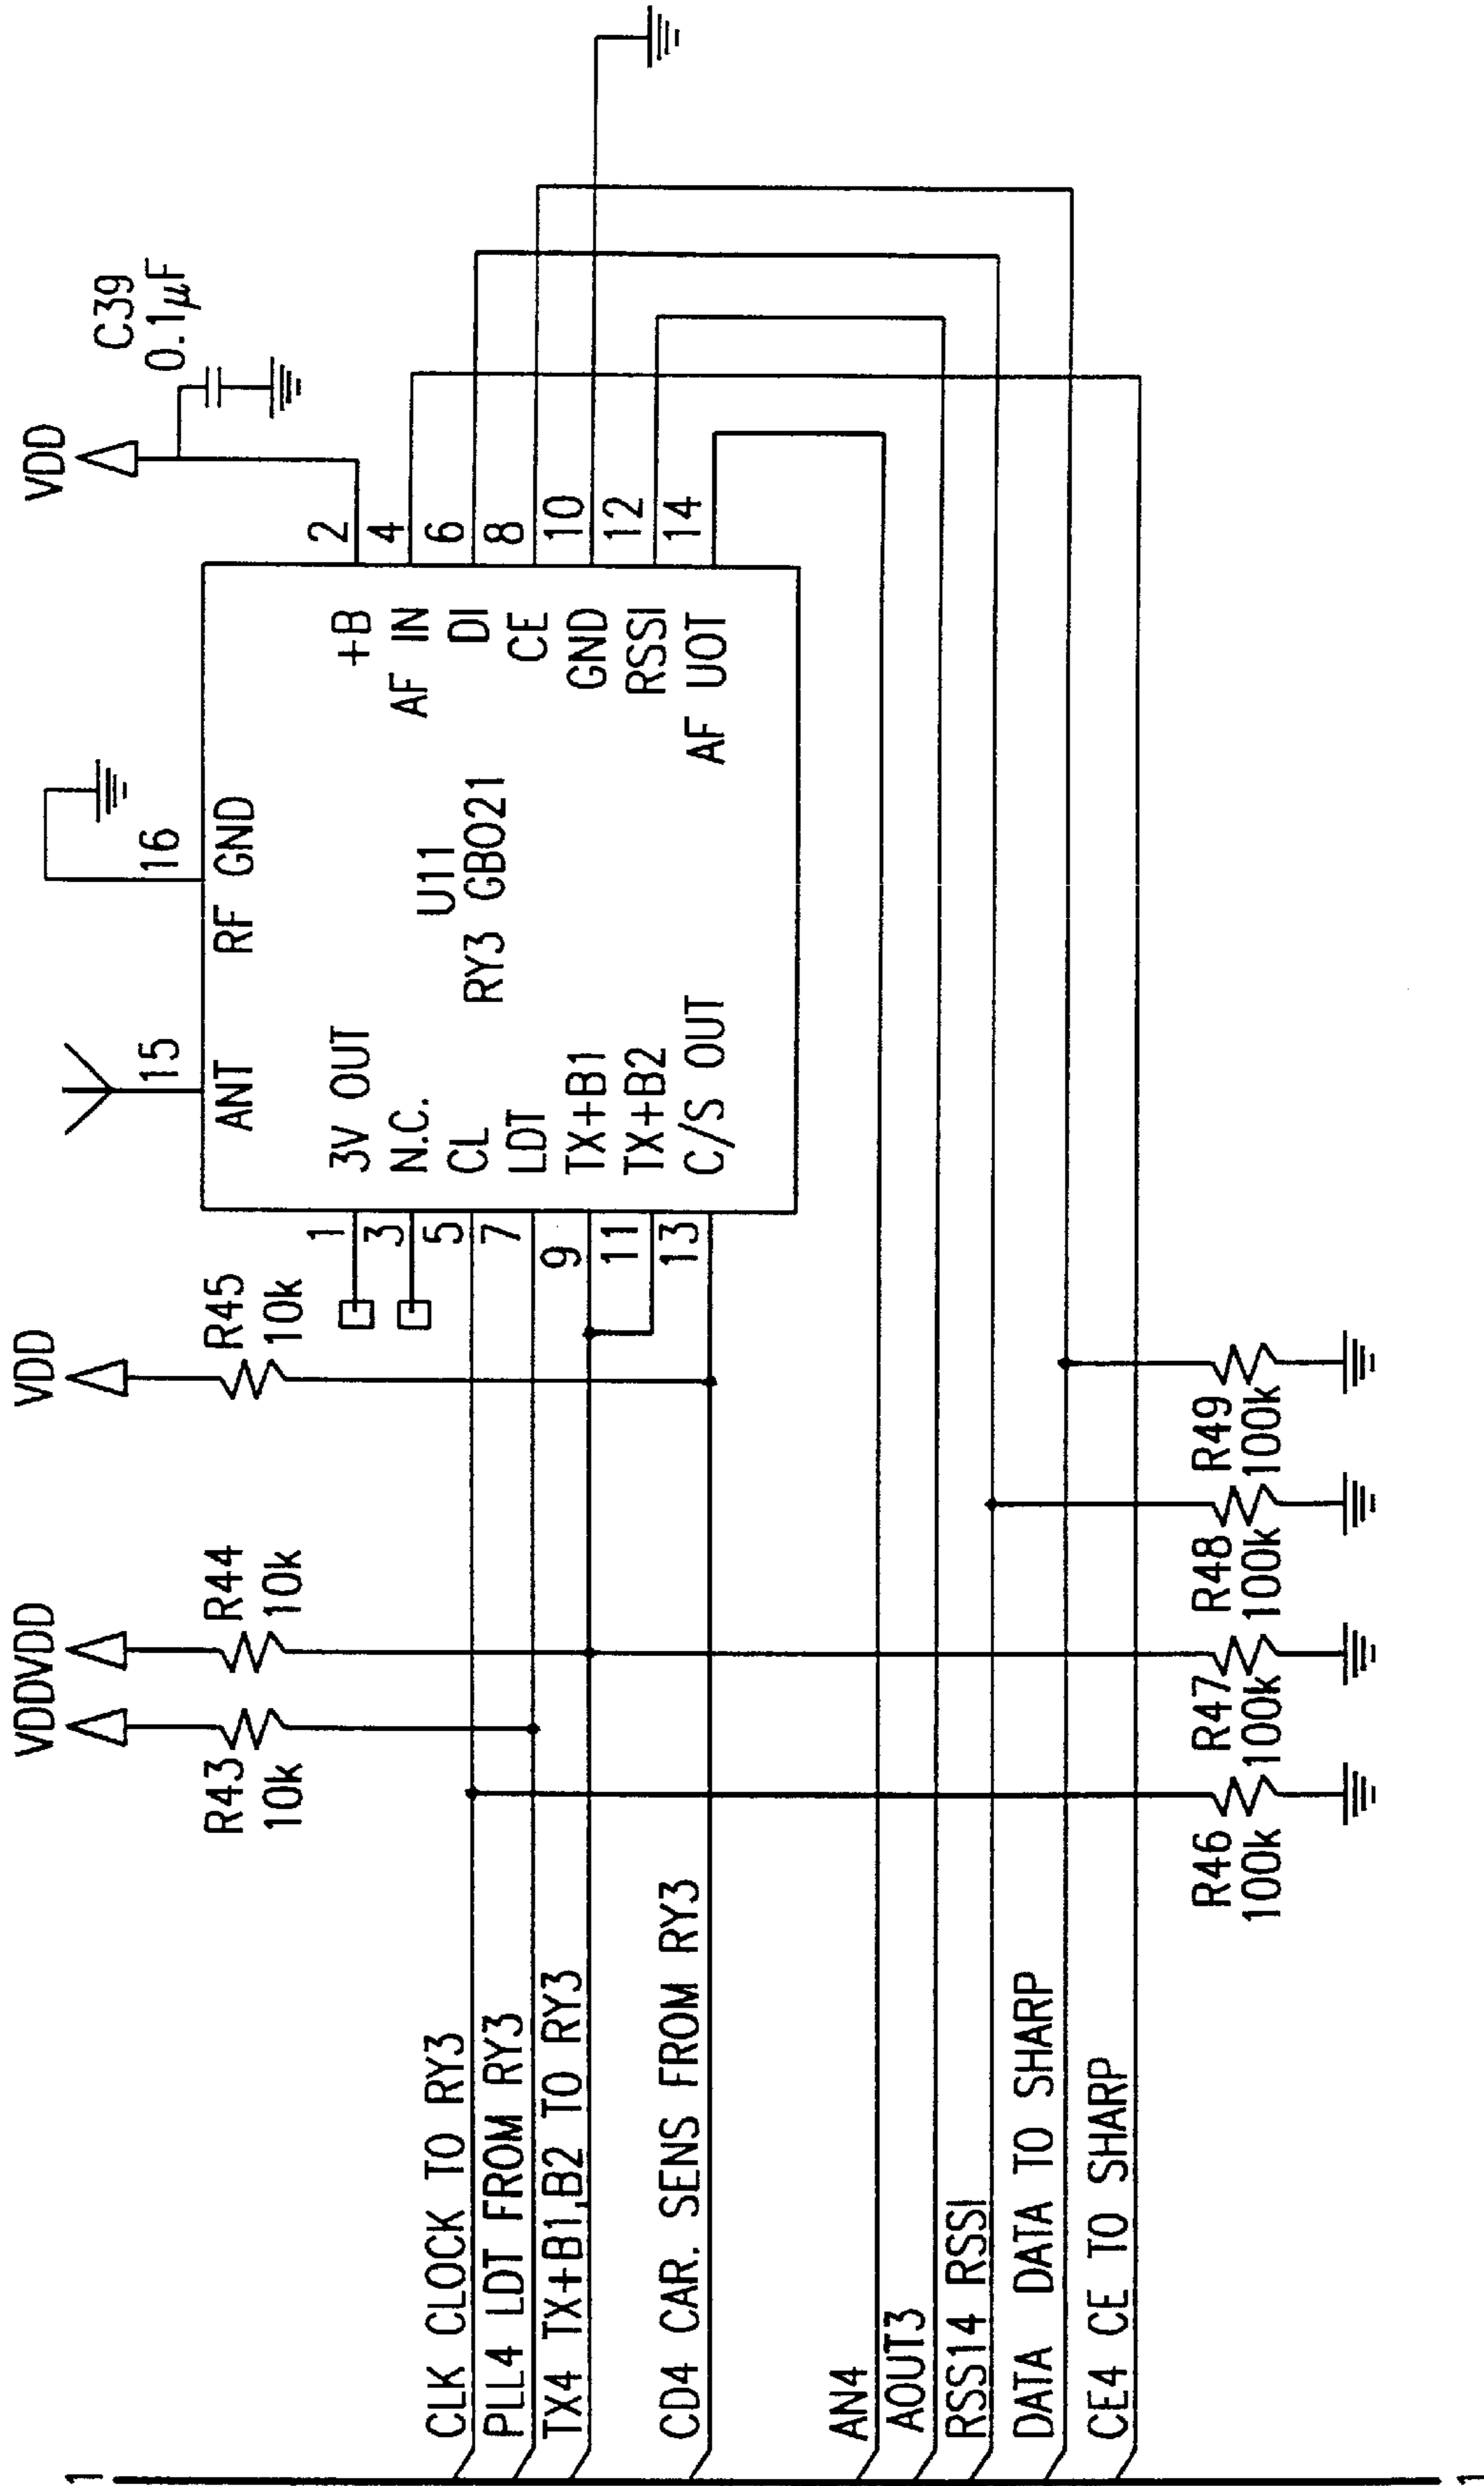 VDD
C39
0.1µF
VDDVDD
VDD
R43
10k
R44
10k
R45
10k
15
16
ANT
RF GND
1
3
5
7
9
11
13
3V OUT
N.C.
CL
LDT
TX+B1
TX+B2
C/S OUT
U11
RY3 GB021
+B
AF IN
DI
CE
GND
RSSI
AF UOT
2
4
6
8
10
12
14
1
CLK CLOCK TO RY3
PLL4 LDT FROM RY3
TX4 TX+B1,B2 TO RY3
CD4 CAR. SENS FROM RY3
AN4
AOUT3
RSS14 RSSI
DATA DATA TO SHARP
CE4 CE TO SHARP
R46
100k
R47
100k
R48
100k
R49
100k
1